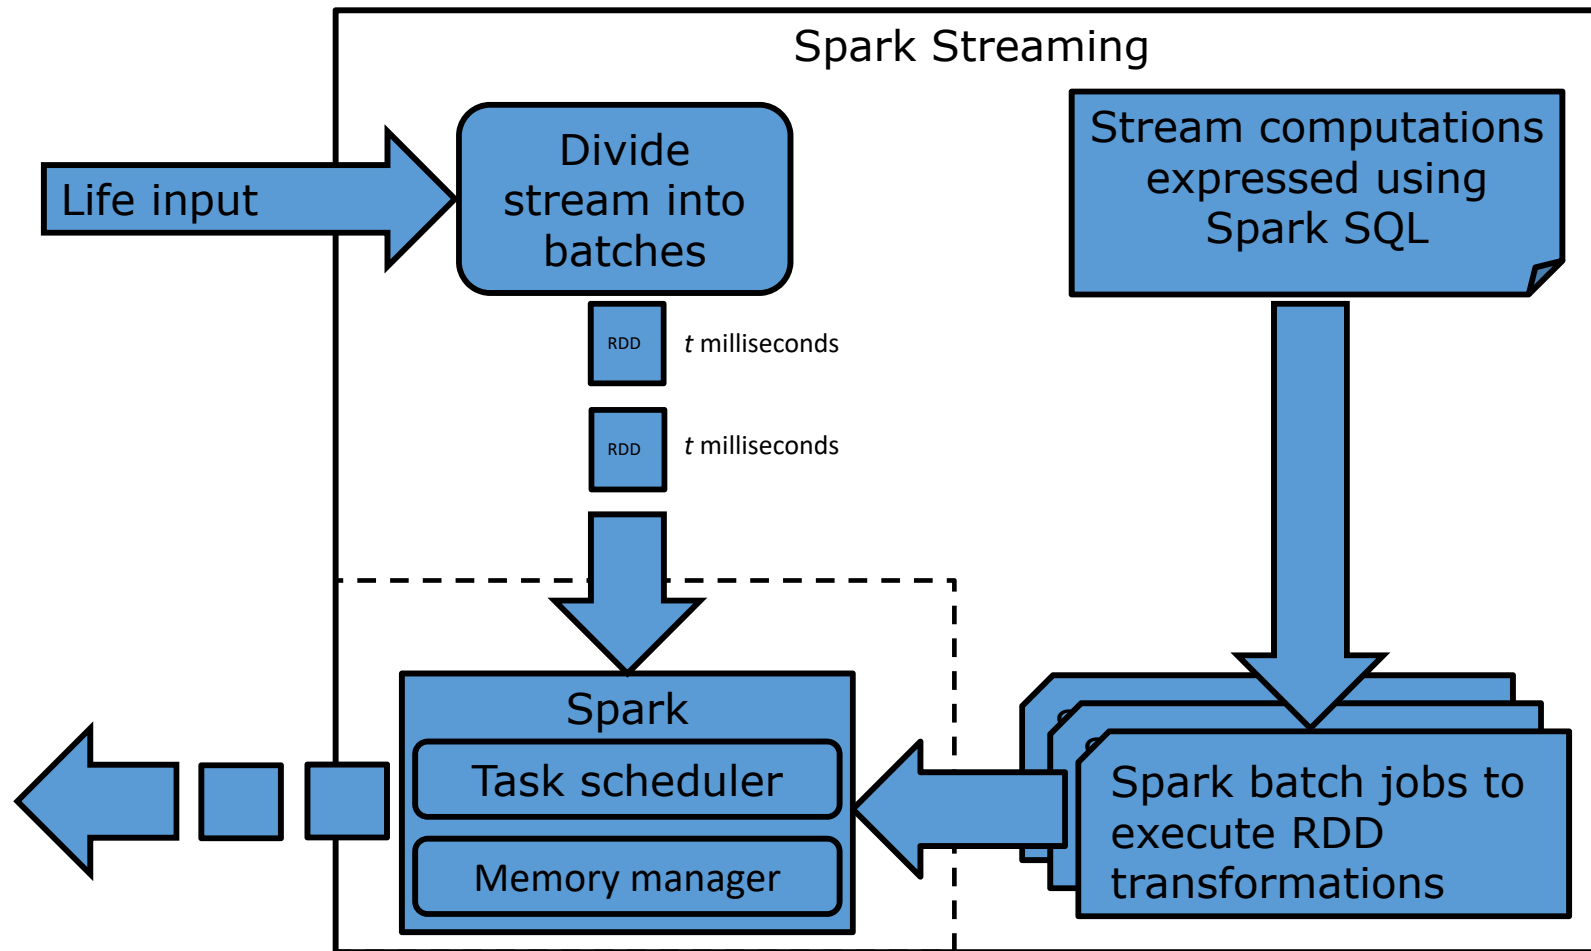 Spark Streaming
Life input
Divide
stream into
batches
Stream computations
expressed using
Spark SQL
RDD
t milliseconds
RDD
t milliseconds
Spark
Task scheduler
Memory manager
Spark batch jobs to
execute RDD
transformations